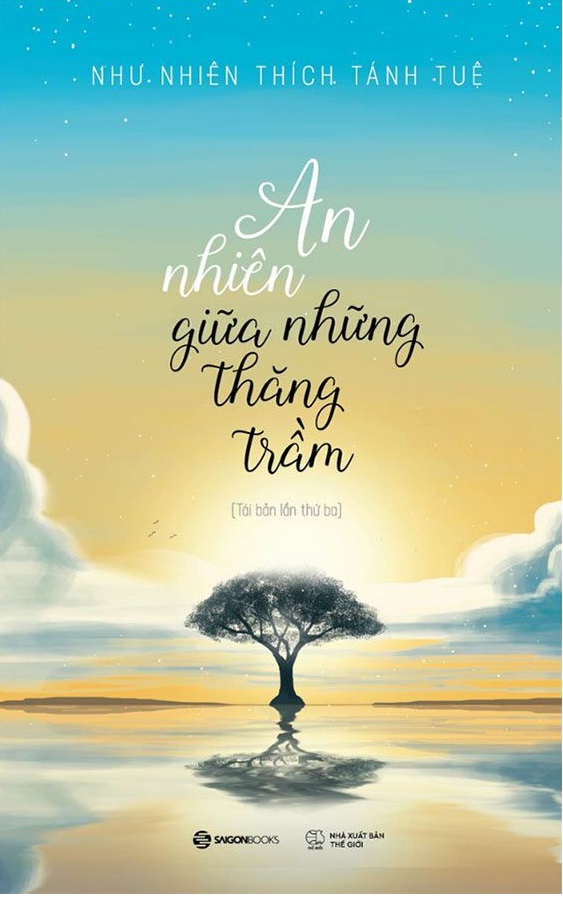 NHƯ NHIÊN THÍCH TÁNH TUỆ
An
nhiên
giữa những
thăng
trầm
[Tái bản lần thứ ba]
SAIGONBOOKS
NHÀ XUẤT BẢN
THẾ GIỚI